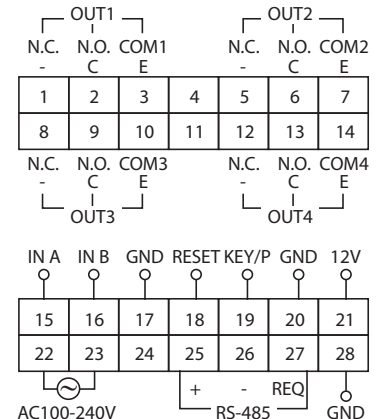 OUT1 OUT2
N.C. N.O. COM1 N.C. N.O. COM2
- C E - C E
1 2 3 4 5 6 7
8 9 10 11 12 13 14
N.C. N.O. COM3 N.C. N.O. COM4
- C E - C E
OUT3 OUT4
IN A IN B GND RESET KEY/P GND 12V
15 16 17 18 19 20 21
22 23 24 25 26 27 28
+ - REQ
AC100-240V RS-485 GND